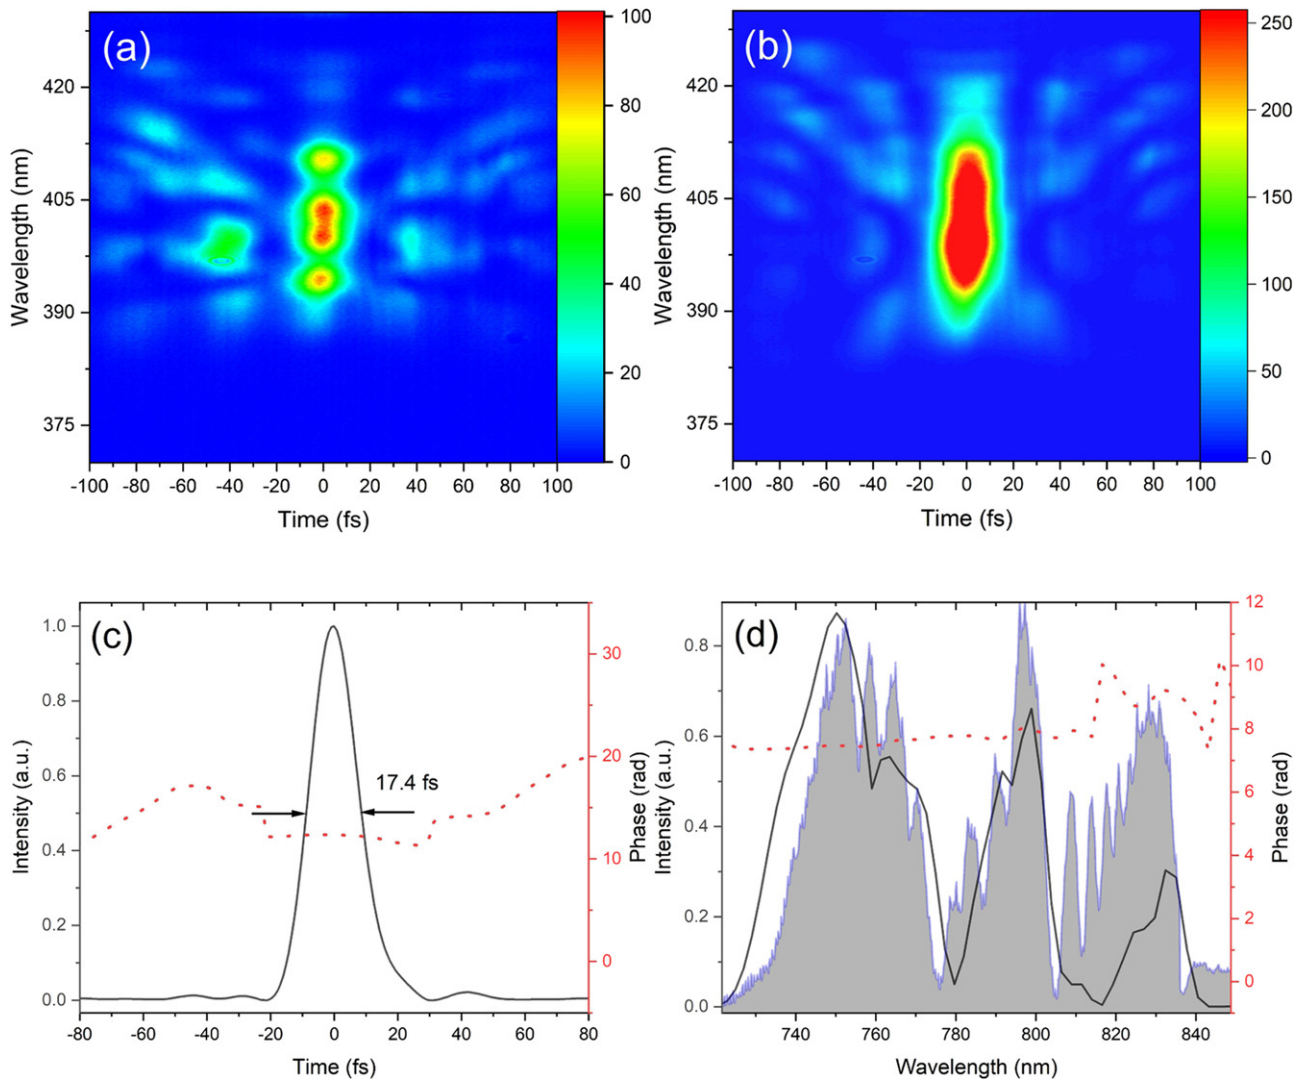 (a)
Wavelength (nm)
420
405
390
375
-100 -80 -60 -40 -20 0 20 40 60 80 100
Time (fs)
100
80
60
40
20
0
(b)
Wavelength (nm)
420
405
390
375
-100 -80 -60 -40 -20 0 20 40 60 80 100
Time (fs)
250
200
150
100
50
0
(c)
Intensity (a.u.)
1.0
0.8
0.6
0.4
0.2
0.0
17.4 fs
-80 -60 -40 -20 0 20 40 60 80
Time (fs)
30
20
10
0
Phase (rad)
(d)
Intensity (a.u.)
0.8
0.6
0.4
0.2
0.0
740 760 780 800 820 840
Wavelength (nm)
12
10
8
6
4
2
0
Phase (rad)